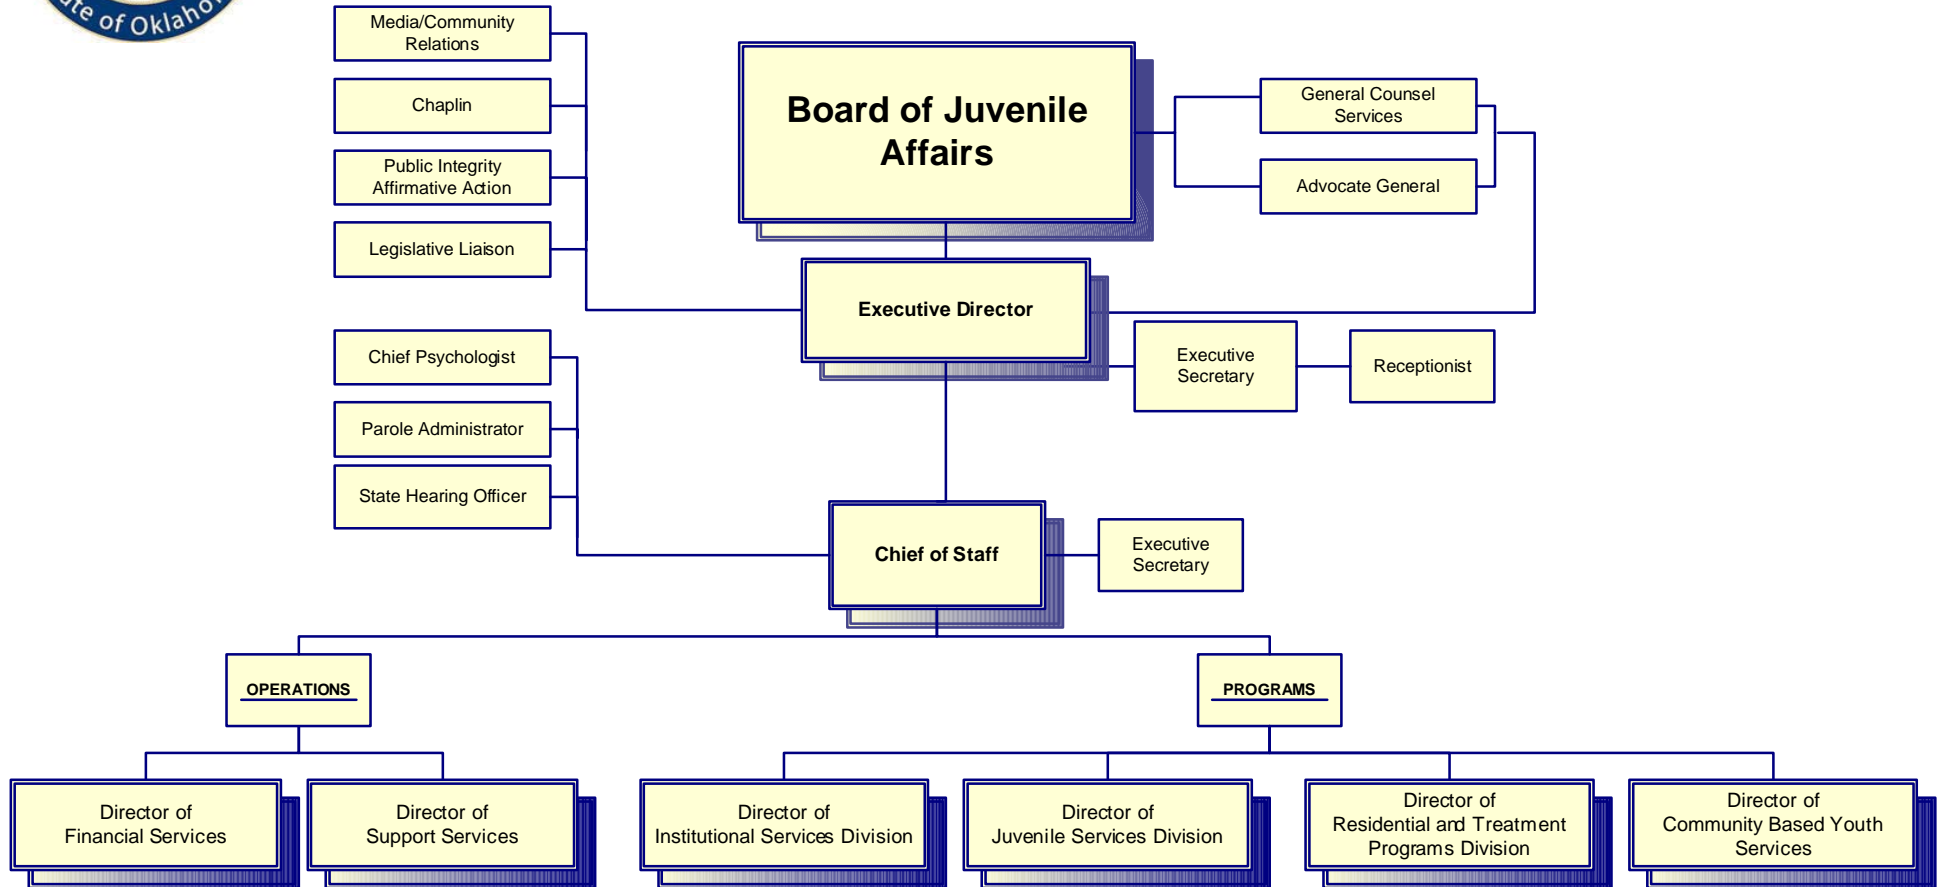 te of Oklaho
Media/Community
Relations
Chaplin
Public Integrity
Affirmative Action
Legislative Liaison
Board of Juvenile
Affairs
General Counsel
Services
Advocate General
Executive Director
Executive
Secretary
Receptionist
Chief Psychologist
Parole Administrator
State Hearing Officer
Chief of Staff
Executive
Secretary
OPERATIONS
PROGRAMS
Director of
Financial Services
Director of
Support Services
Director of
Institutional Services Division
Director of
Juvenile Services Division
Director of
Residential and Treatment
Programs Division
Director of
Community Based Youth
Services